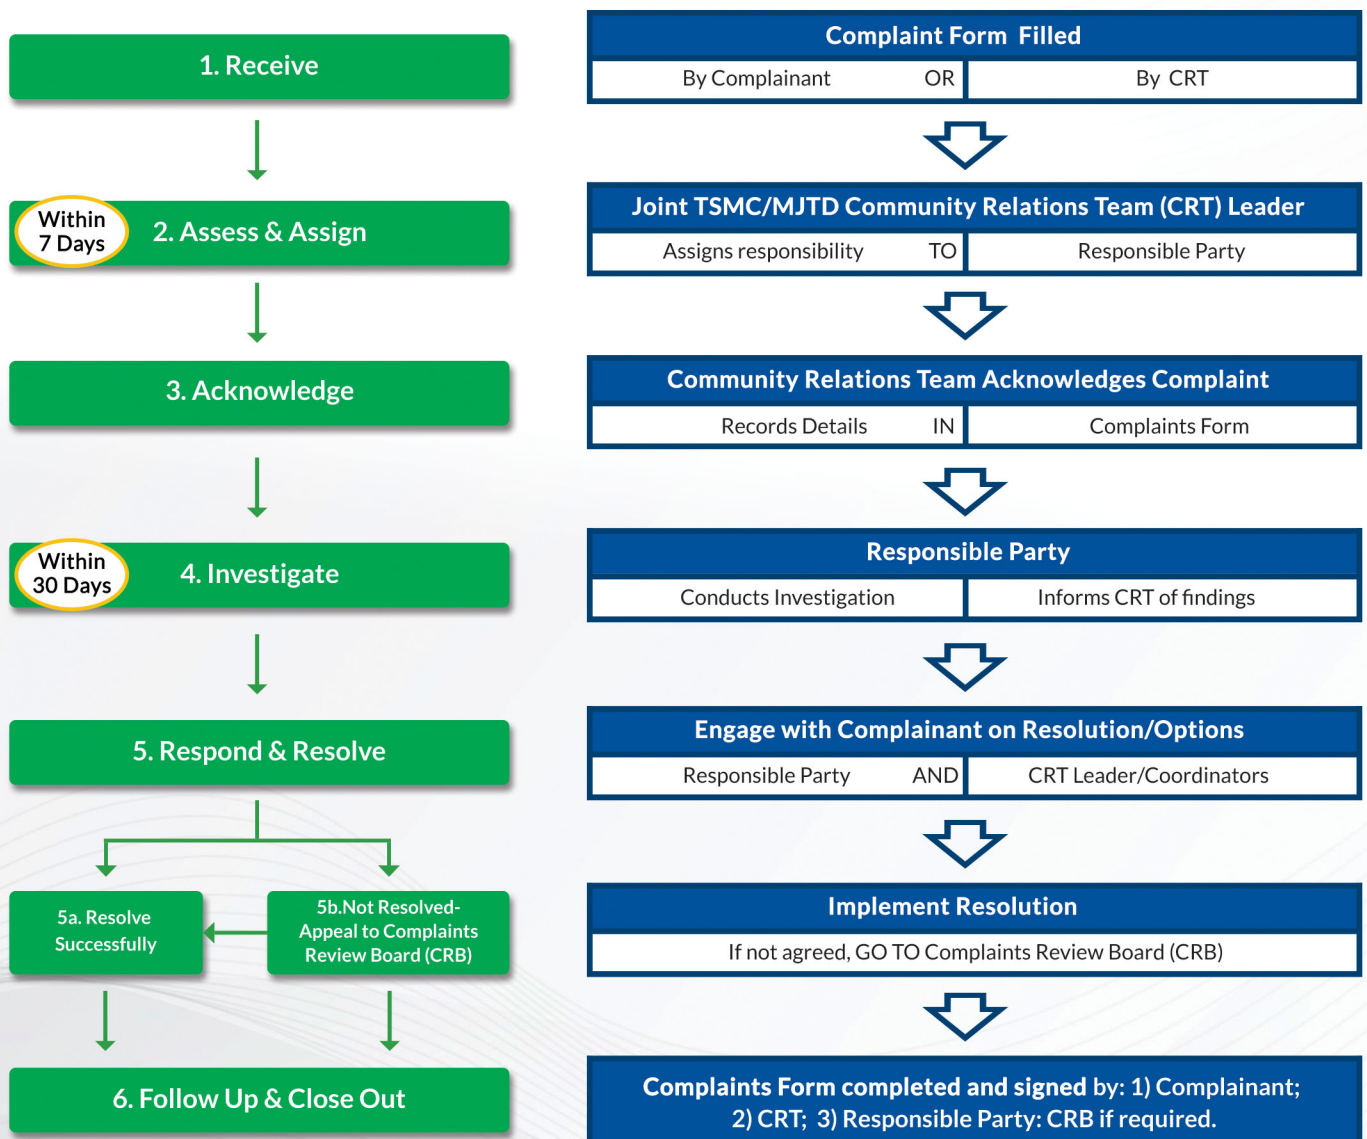 1. Receive
Complaint Form Filled
By Complainant OR By CRT
Within
7 Days
2. Assess & Assign
Joint TSMC/MJTD Community Relations Team (CRT) Leader
Assigns responsibility TO Responsible Party
3. Acknowledge
Community Relations Team Acknowledges Complaint
Records Details IN Complaints Form
Within
30 Days
4. Investigate
Responsible Party
Conducts Investigation Informs CRT of findings
5. Respond & Resolve
Engage with Complainant on Resolution/Options
Responsible Party AND CRT Leader/Coordinators
5a. Resolve
Successfully
5b.Not Resolved-
Appeal to Complaints
Review Board (CRB)
Implement Resolution
If not agreed, GO TO Complaints Review Board (CRB)
6. Follow Up & Close Out
Complaints Form completed and signed by: 1) Complainant;
2) CRT; 3) Responsible Party: CRB if required.